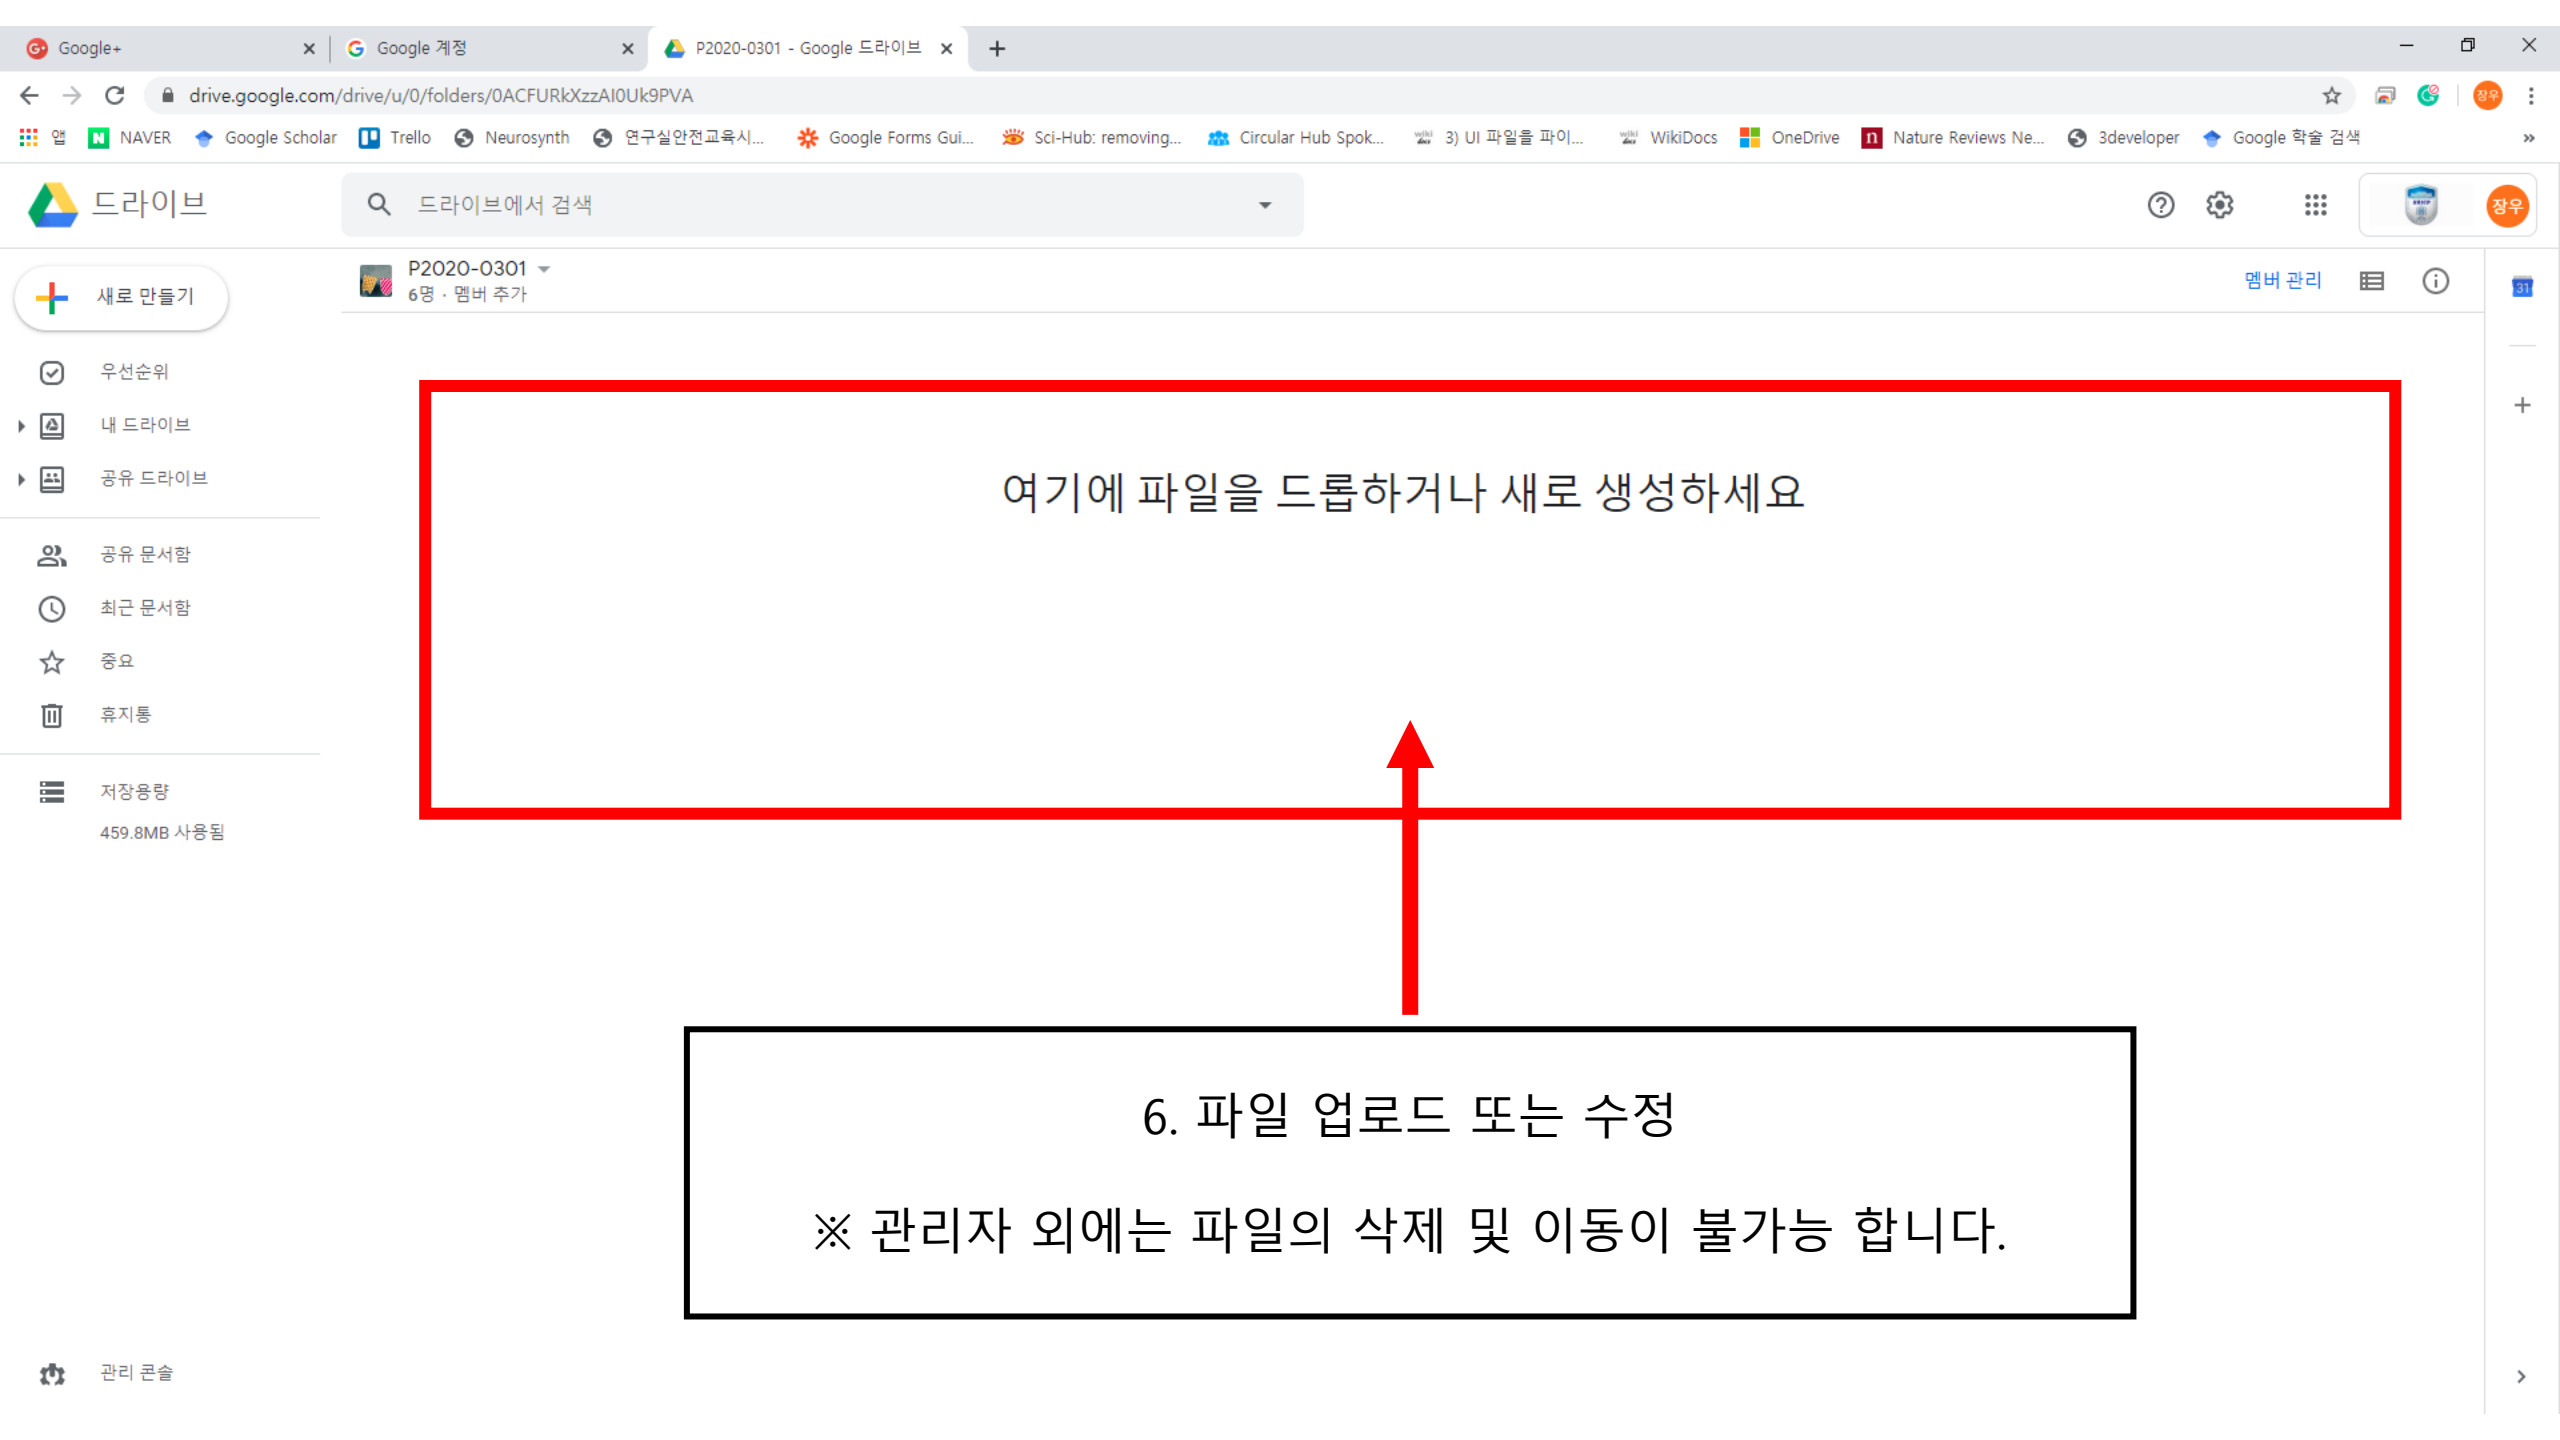 Google+
Google 계정
P2020-0301 - Google 드라이브
drive.google.com/drive/u/0/folders/0ACFURkXzzAI0Uk9PVA
장우
앱
NAVER
Google Scholar
Trello
Neurosynth
연구실안전교육시...
Google Forms Gui...
Sci-Hub: removing...
Circular Hub Spok...
3) UI 파일을 파이...
WikiDocs
OneDrive
Nature Reviews Ne...
3developer
Google 학술 검색
드라이브
드라이브에서 검색
장우
새로 만들기
P2020-0301
6명 · 멤버 추가
멤버 관리
31
우선순위
내 드라이브
공유 드라이브
공유 문서함
최근 문서함
중요
휴지통
저장용량
459.8MB 사용됨
여기에 파일을 드롭하거나 새로 생성하세요
6. 파일 업로드 또는 수정
※ 관리자 외에는 파일의 삭제 및 이동이 불가능 합니다.
관리 콘솔